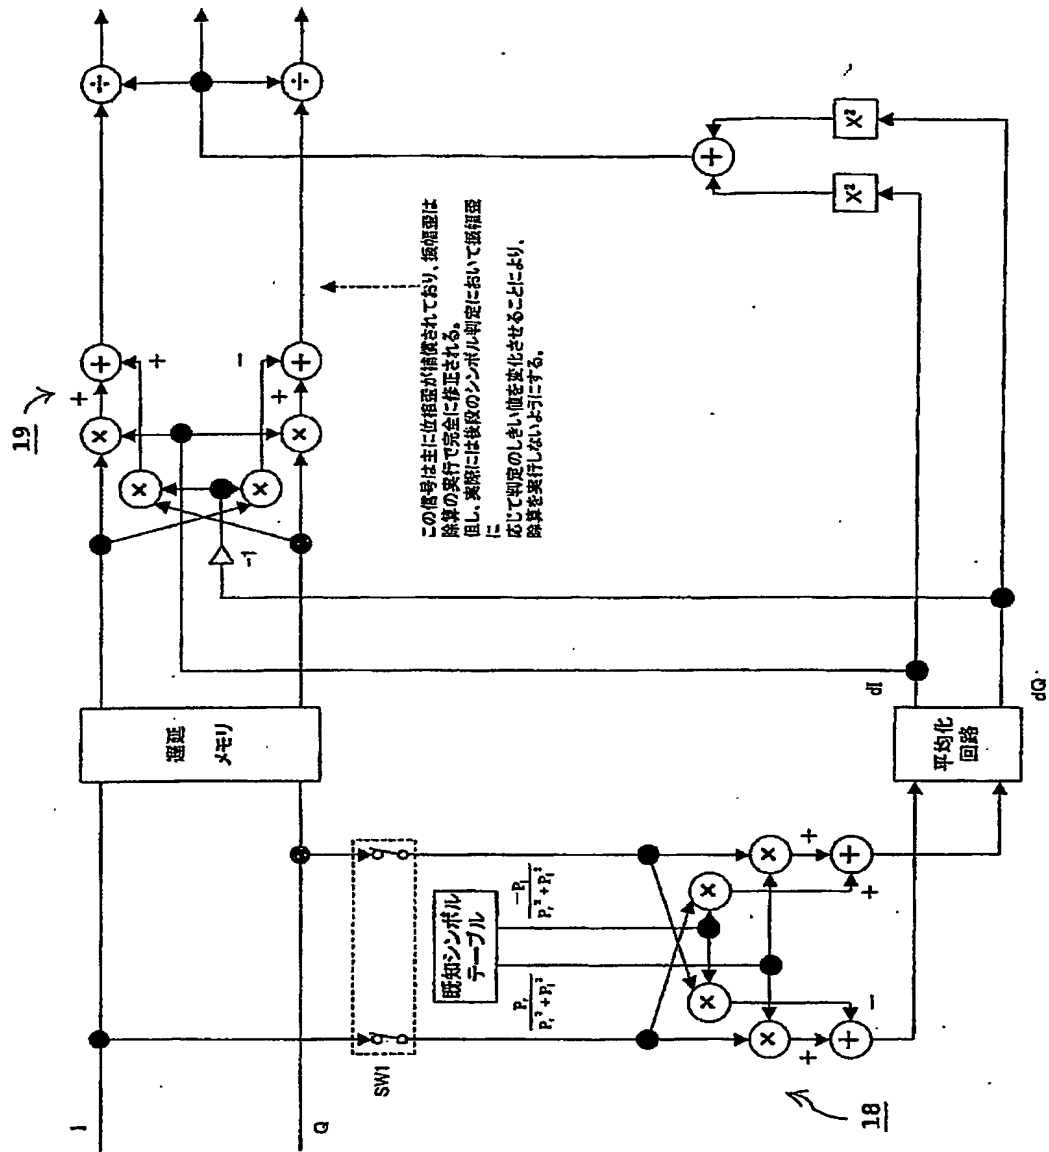 19
+
÷
÷
×
+
+
×
×
−
+
×
+
−1
この信号は主に位相歪が補償されており、振幅歪は
除算の実行で完全に修正される。
但し、実際には後段のシンボル判定において振幅歪
に
応じて判定のしきい値を変化させることにより、
除算を実行しないようにする。
+
X²
X²
遅延
メモリ
dI
dQ
平均化
回路
I
Q
SW1
既知シンボル
テーブル
Pr / Pr²+Pi²
−Pi / Pr²+Pi²
×
×
×
×
+
−
+
+
+
+
18